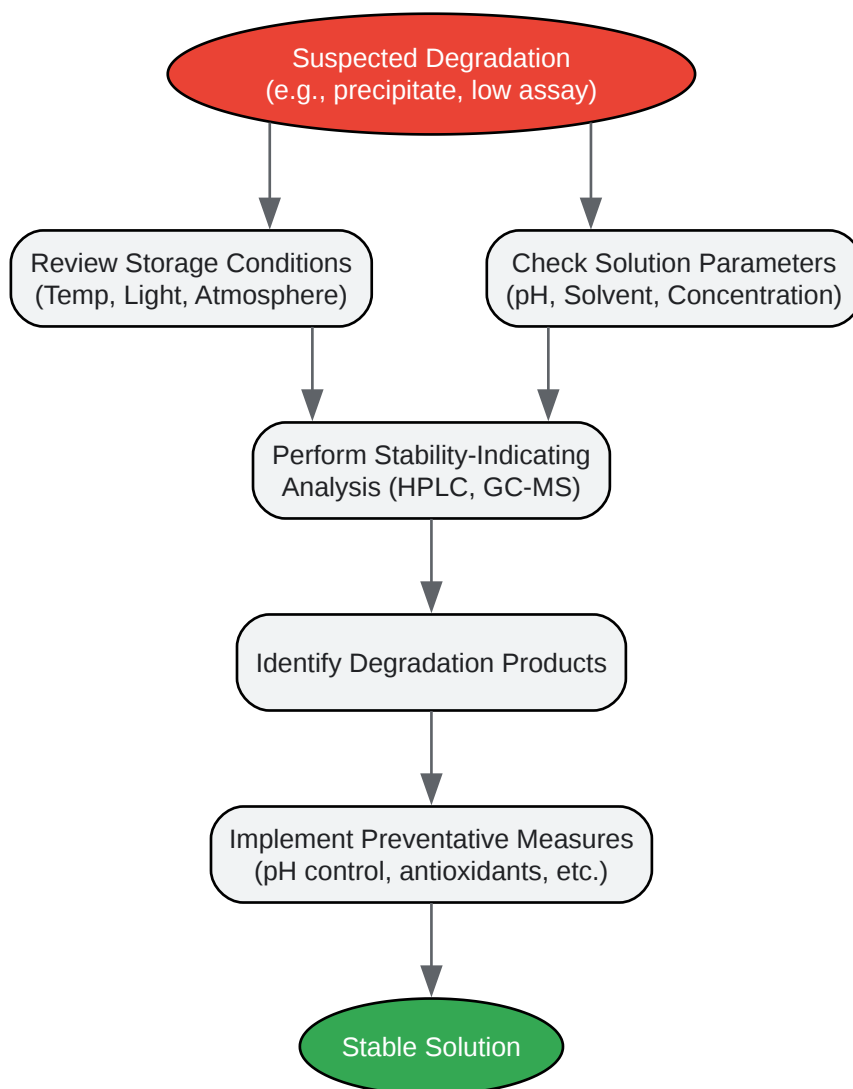 Suspected Degradation
(e.g., precipitate, low assay)
Review Storage Conditions
(Temp, Light, Atmosphere)
Check Solution Parameters
(pH, Solvent, Concentration)
Perform Stability-Indicating
Analysis (HPLC, GC-MS)
Identify Degradation Products
Implement Preventative Measures
(pH control, antioxidants, etc.)
Stable Solution